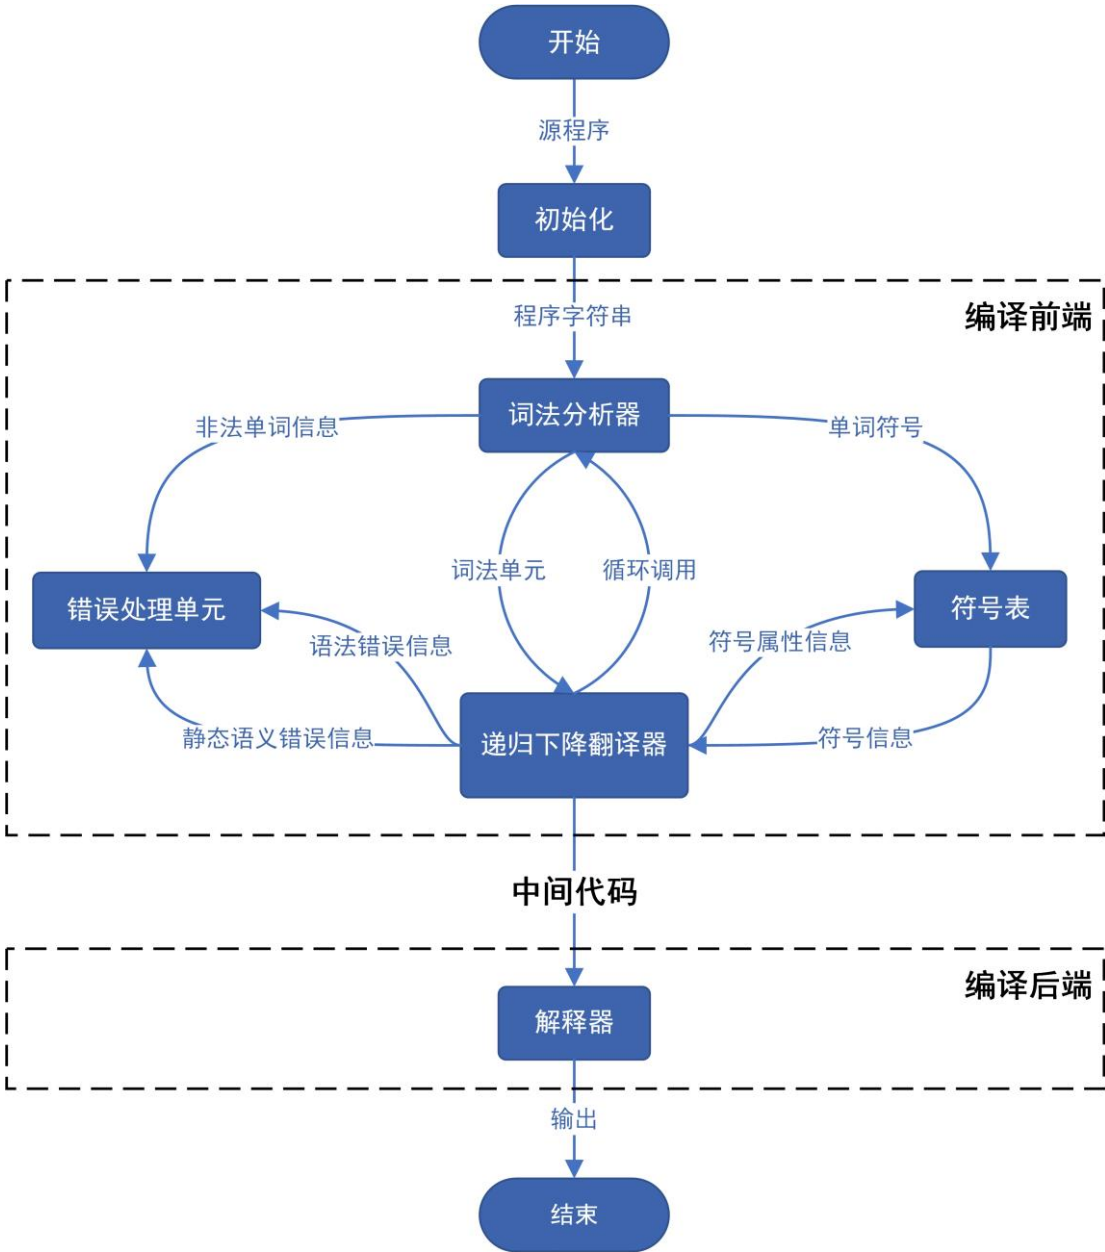 开始
源程序
初始化
程序字符串
编译前端
词法分析器
非法单词信息
单词符号
词法单元
循环调用
错误处理单元
符号表
语法错误信息
符号属性信息
静态语义错误信息
递归下降翻译器
符号信息
中间代码
编译后端
解释器
输出
结束